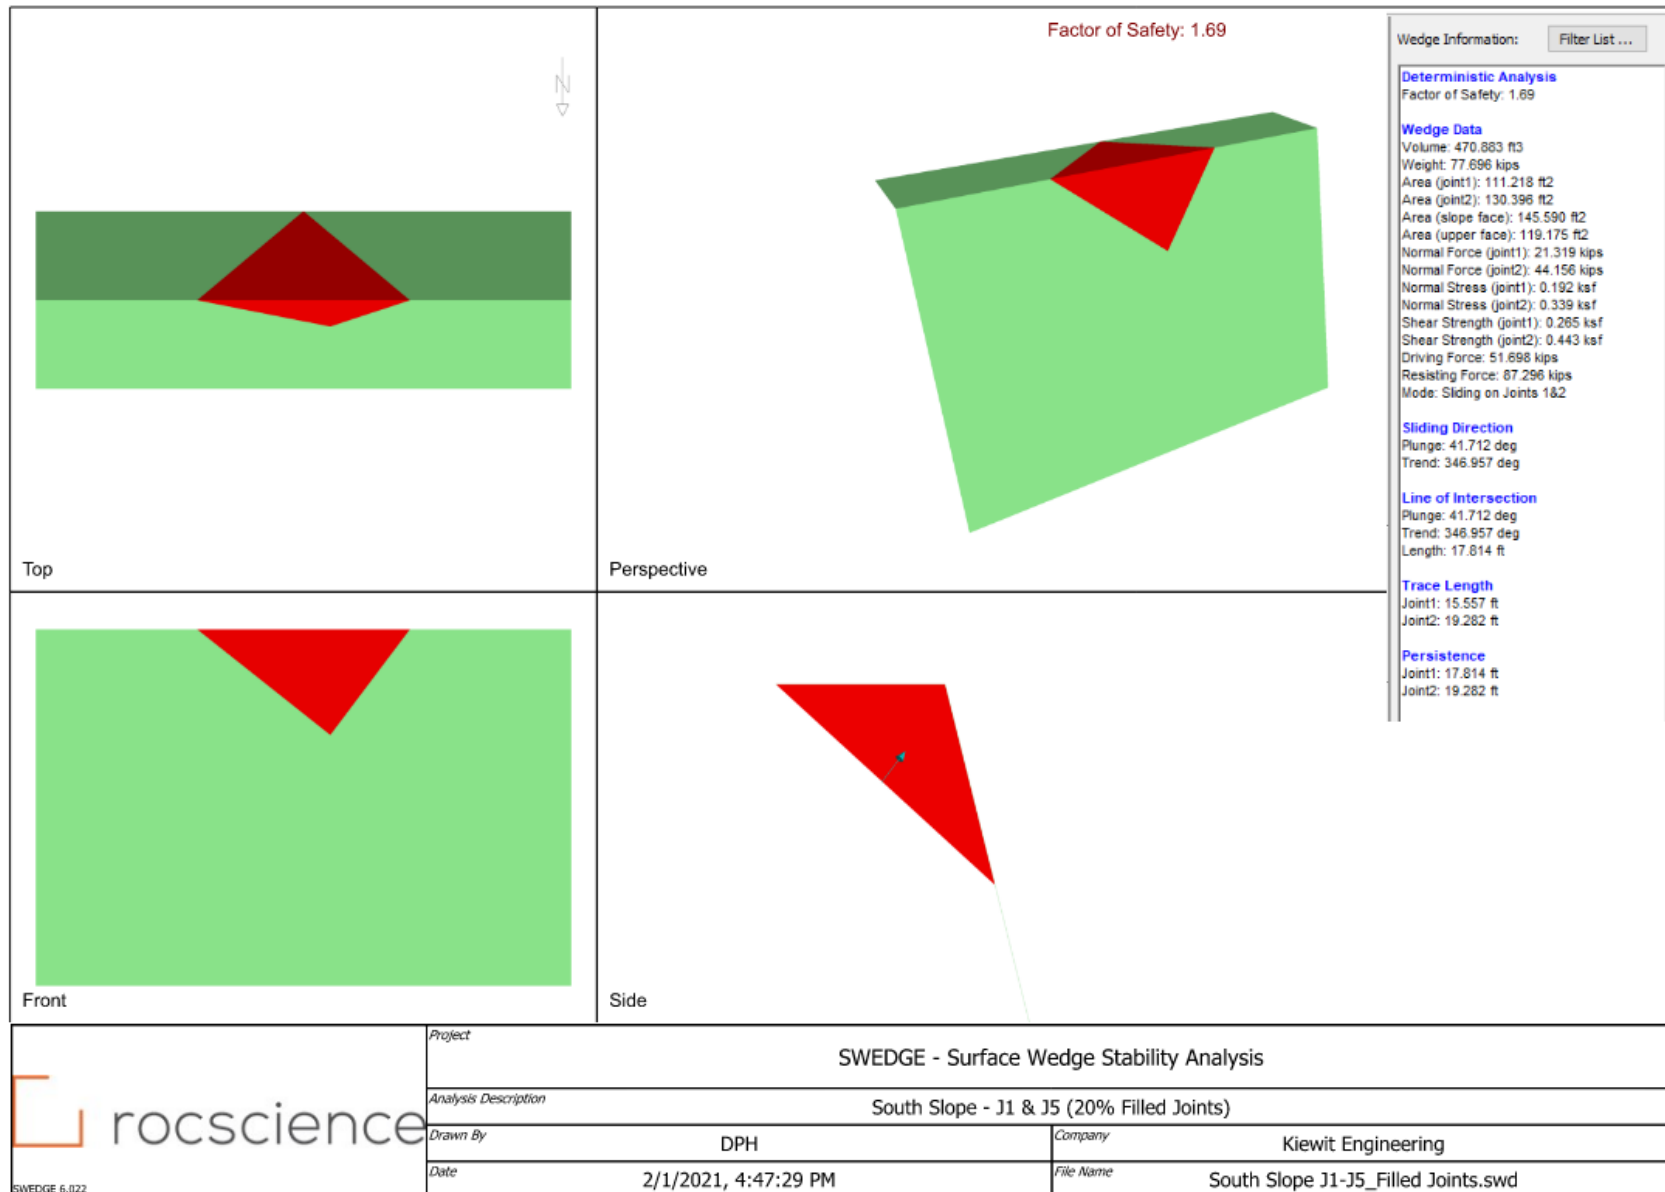 Factor of Safety: 1.69
N
Top
Perspective
Front
Side
Wedge Information:
Filter List ...
Deterministic Analysis
Factor of Safety: 1.69
Wedge Data
Volume: 470.883 ft3
Weight: 77.696 kips
Area (joint1): 111.218 ft2
Area (joint2): 130.396 ft2
Area (slope face): 145.590 ft2
Area (upper face): 119.175 ft2
Normal Force (joint1): 21.319 kips
Normal Force (joint2): 44.156 kips
Normal Stress (joint1): 0.192 ksf
Normal Stress (joint2): 0.339 ksf
Shear Strength (joint1): 0.265 ksf
Shear Strength (joint2): 0.443 ksf
Driving Force: 51.698 kips
Resisting Force: 87.296 kips
Mode: Sliding on Joints 1&2
Sliding Direction
Plunge: 41.712 deg
Trend: 346.957 deg
Line of Intersection
Plunge: 41.712 deg
Trend: 346.957 deg
Length: 17.814 ft
Trace Length
Joint1: 15.557 ft
Joint2: 19.282 ft
Persistence
Joint1: 17.814 ft
Joint2: 19.282 ft
rocscience
SWEDGE 6.022
Project
SWEDGE - Surface Wedge Stability Analysis
Analysis Description
South Slope - J1 & J5 (20% Filled Joints)
Drawn By
DPH
Company
Kiewit Engineering
Date
2/1/2021, 4:47:29 PM
File Name
South Slope J1-J5_Filled Joints.swd